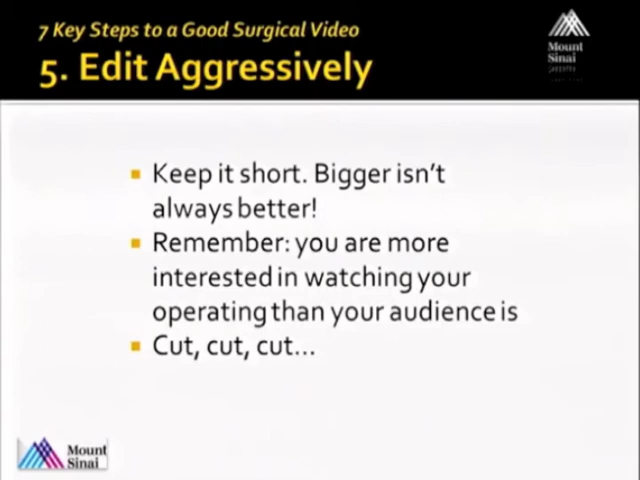 7 Key Steps to a Good Surgical Video
5. Edit Aggressively
Mount
Sinai
Keep it short. Bigger isn't
always better!
Remember: you are more
interested in watching your
operating than your audience is
Cut, cut, cut...
Mount
Sinai